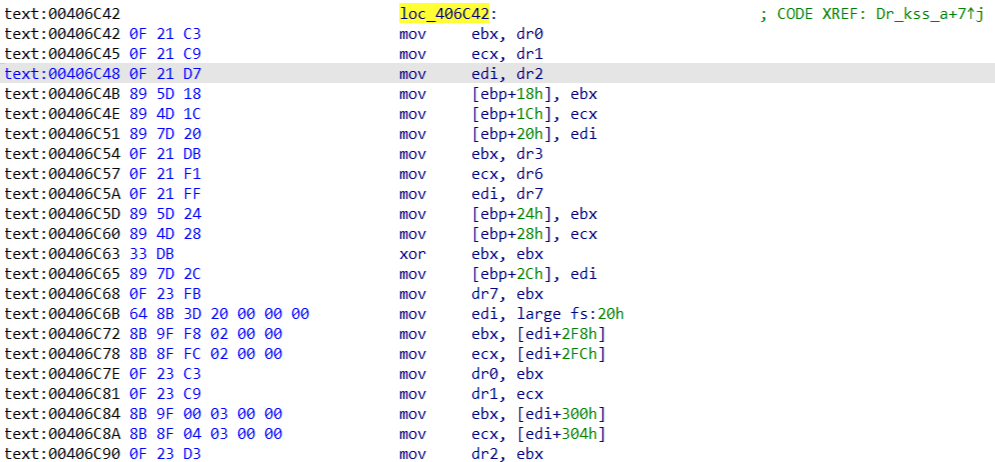 text:00406C42 loc_406C42: ; CODE XREF: Dr_kss_a+7↑j
text:00406C42 0F 21 C3 mov ebx, dr0
text:00406C45 0F 21 C9 mov ecx, dr1
text:00406C48 0F 21 D7 mov edi, dr2
text:00406C4B 89 5D 18 mov [ebp+18h], ebx
text:00406C4E 89 4D 1C mov [ebp+1Ch], ecx
text:00406C51 89 7D 20 mov [ebp+20h], edi
text:00406C54 0F 21 DB mov ebx, dr3
text:00406C57 0F 21 F1 mov ecx, dr6
text:00406C5A 0F 21 FF mov edi, dr7
text:00406C5D 89 5D 24 mov [ebp+24h], ebx
text:00406C60 89 4D 28 mov [ebp+28h], ecx
text:00406C63 33 DB xor ebx, ebx
text:00406C65 89 7D 2C mov [ebp+2Ch], edi
text:00406C68 0F 23 FB mov dr7, ebx
text:00406C6B 64 8B 3D 20 00 00 00 mov edi, large fs:20h
text:00406C72 8B 9F F8 02 00 00 mov ebx, [edi+2F8h]
text:00406C78 8B 8F FC 02 00 00 mov ecx, [edi+2FCh]
text:00406C7E 0F 23 C3 mov dr0, ebx
text:00406C81 0F 23 C9 mov dr1, ecx
text:00406C84 8B 9F 00 03 00 00 mov ebx, [edi+300h]
text:00406C8A 8B 8F 04 03 00 00 mov ecx, [edi+304h]
text:00406C90 0F 23 D3 mov dr2, ebx